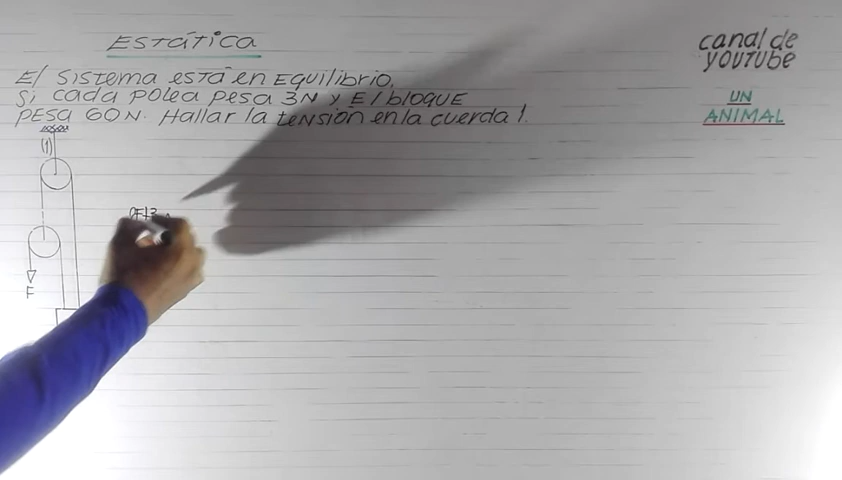 ESTáTICA
El SISTEMA ESTá EN EQUILIBRIO,
Si cada POLEA PESA 3N Y El blOQUE
PESA 60N. Hallar la TENSIÓN EN la CUERDA 1.
canal de
YOUTUbe
UN
ANIMAL
(1)
F